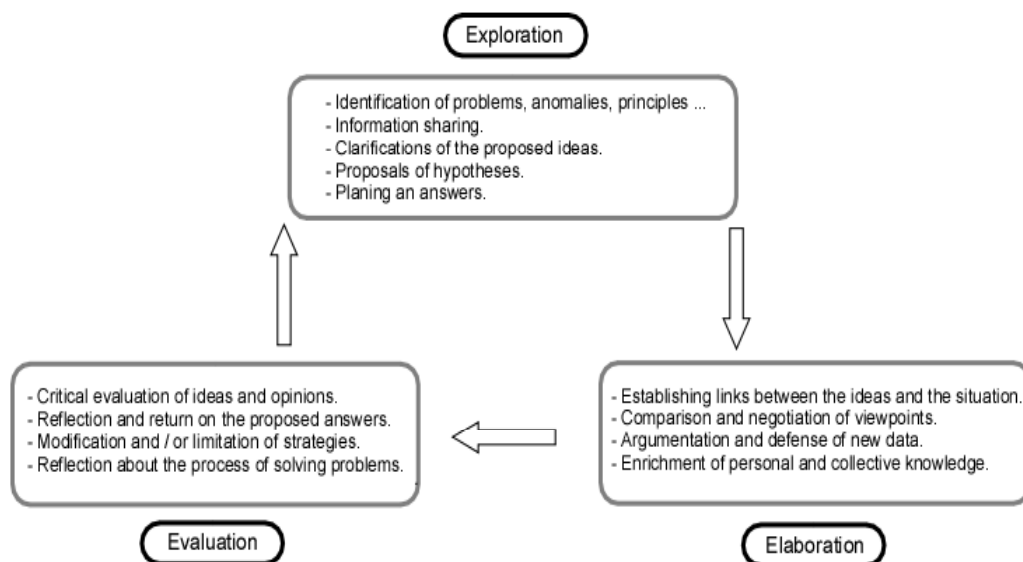 Exploration
- Identification of problems, anomalies, principles ...
- Information sharing.
- Clarifications of the proposed ideas.
- Proposals of hypotheses.
- Planing an answers.
- Critical evaluation of ideas and opinions.
- Reflection and return on the proposed answers.
- Modification and / or limitation of strategies.
- Reflection about the process of solving problems.
Evaluation
- Establishing links between the ideas and the situation.
- Comparison and negotiation of viewpoints.
- Argumentation and defense of new data.
- Enrichment of personal and collective knowledge.
Elaboration